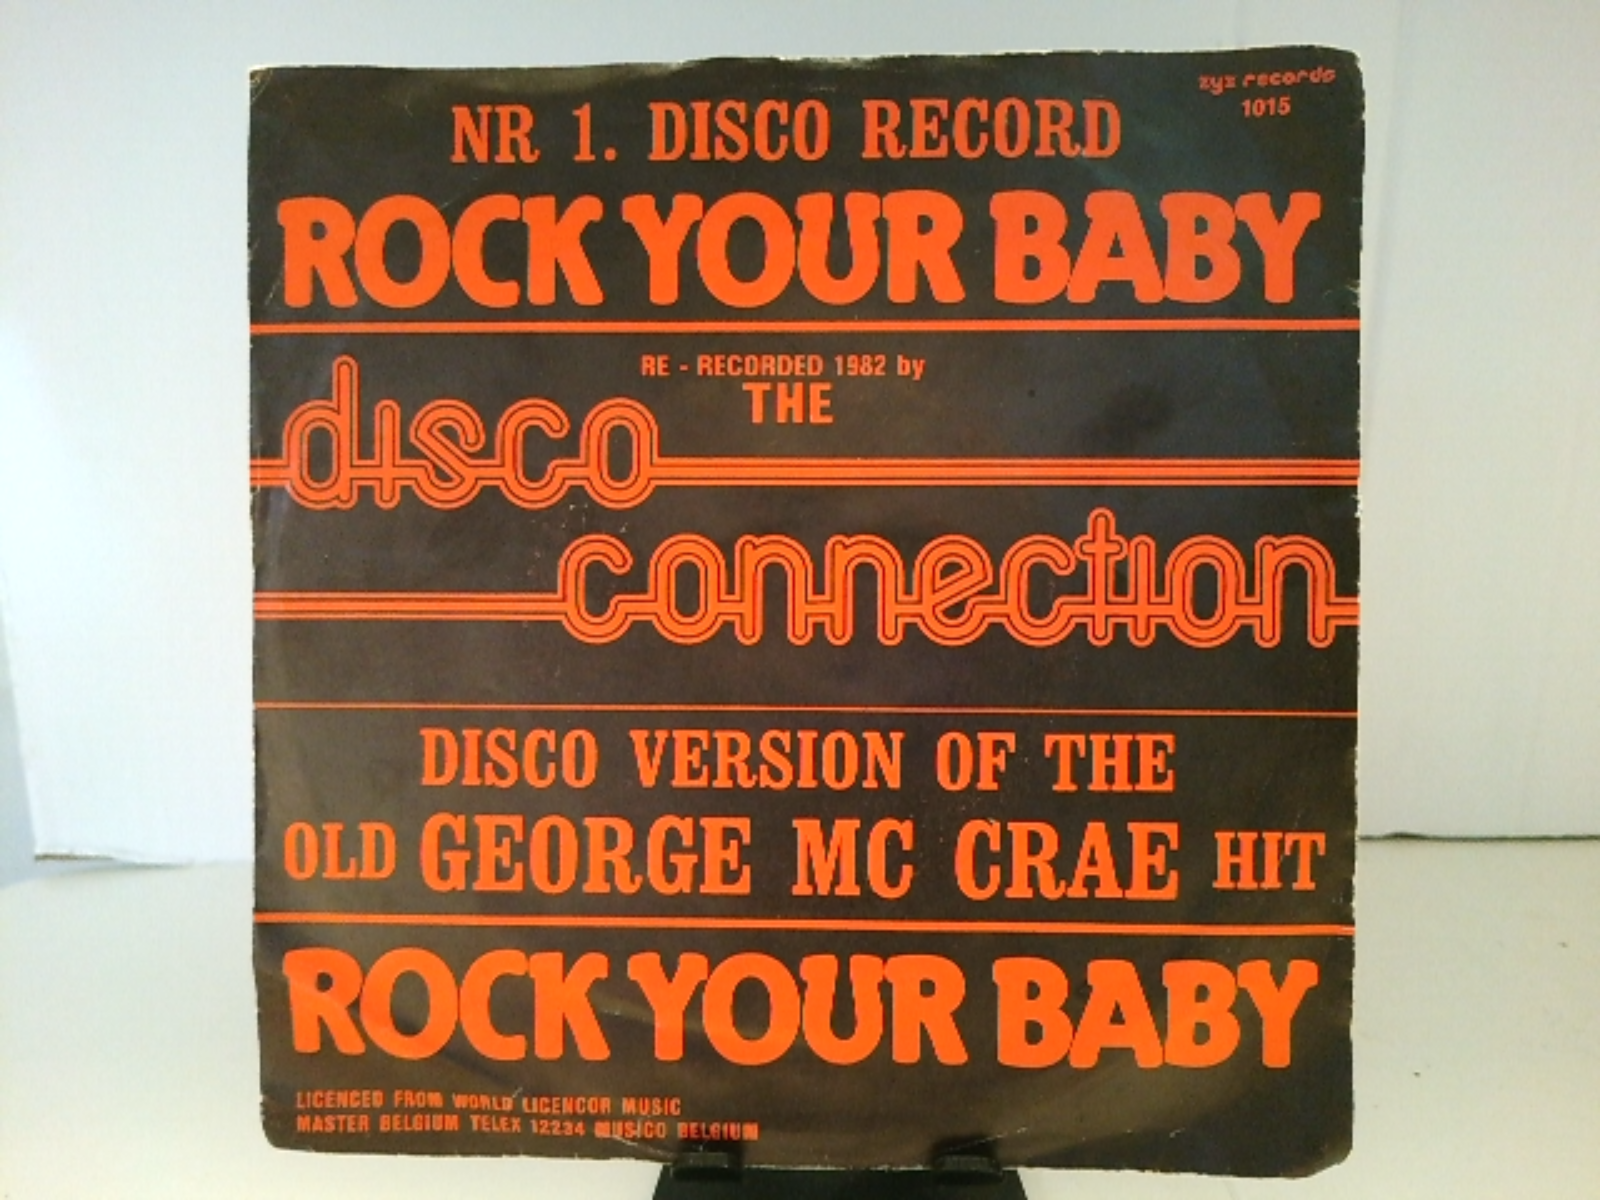 zyx records
1015
NR 1. DISCO RECORD
ROCK YOUR BABY
RE - RECORDED 1982 by
THE
disco
connection
DISCO VERSION OF THE
OLD GEORGE MC CRAE HIT
ROCK YOUR BABY
LICENCED FROM WORLD LICENCOR MUSIC
MASTER BELGIUM TELEX 12234 MUSICO BELGIUM